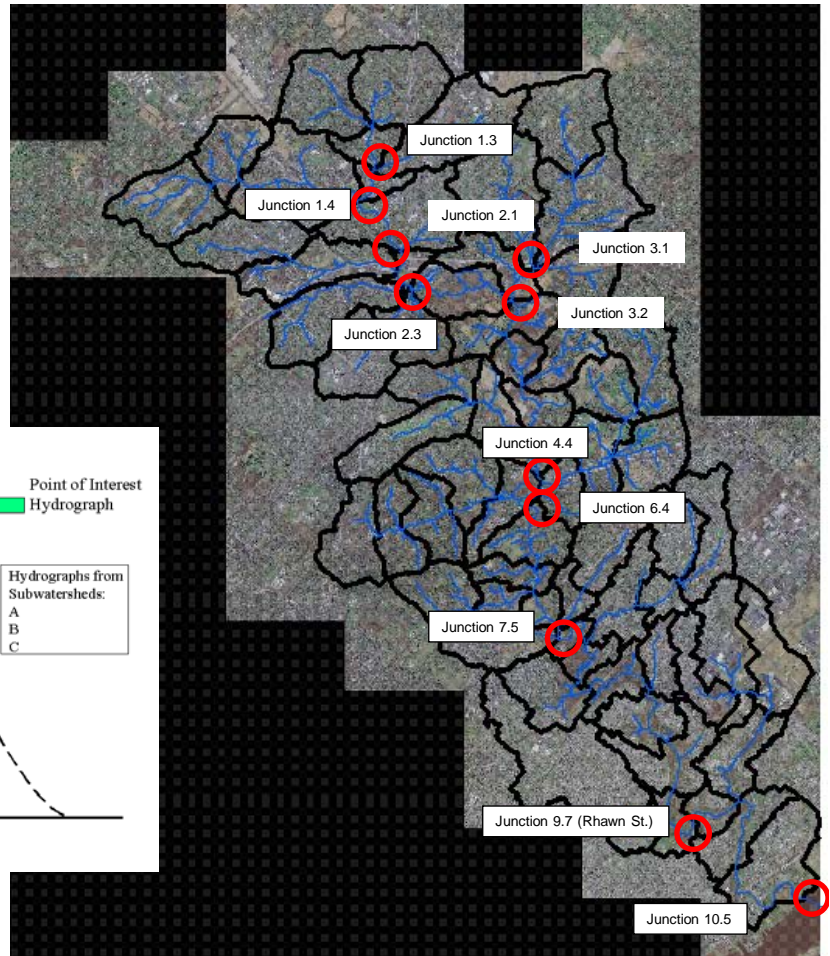 Junction 1.3
Junction 1.4
Junction 2.1
Junction 3.1
Junction 3.2
Junction 2.3
Junction 4.4
Point of Interest
Hydrograph
Junction 6.4
Hydrographs from
Subwatersheds:
A
B
C
Junction 7.5
Junction 9.7 (Rhawn St.)
Junction 10.5